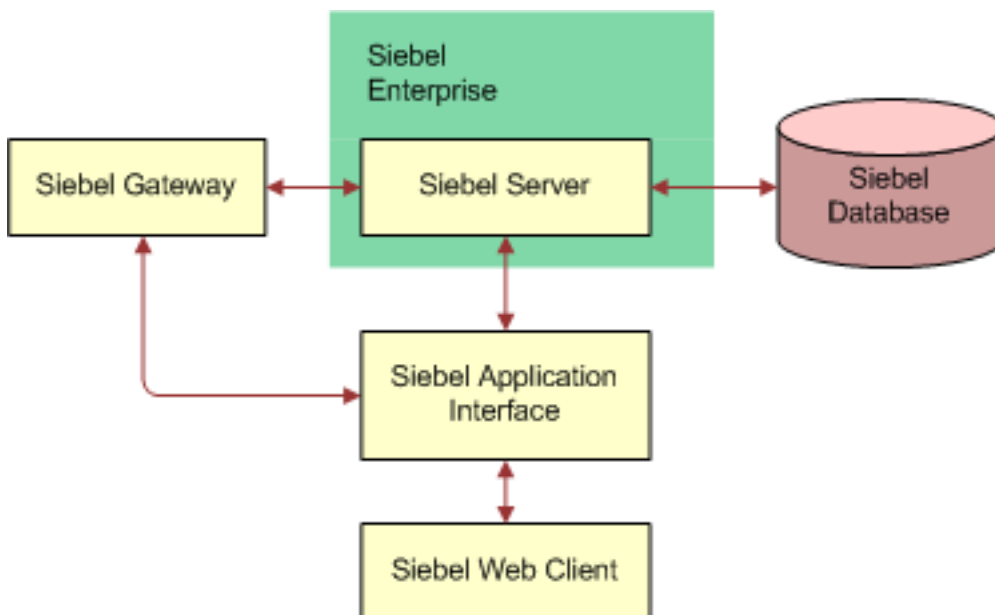 Siebel
Enterprise
Siebel Gateway
Siebel Server
Siebel
Database
Siebel Application
Interface
Siebel Web Client